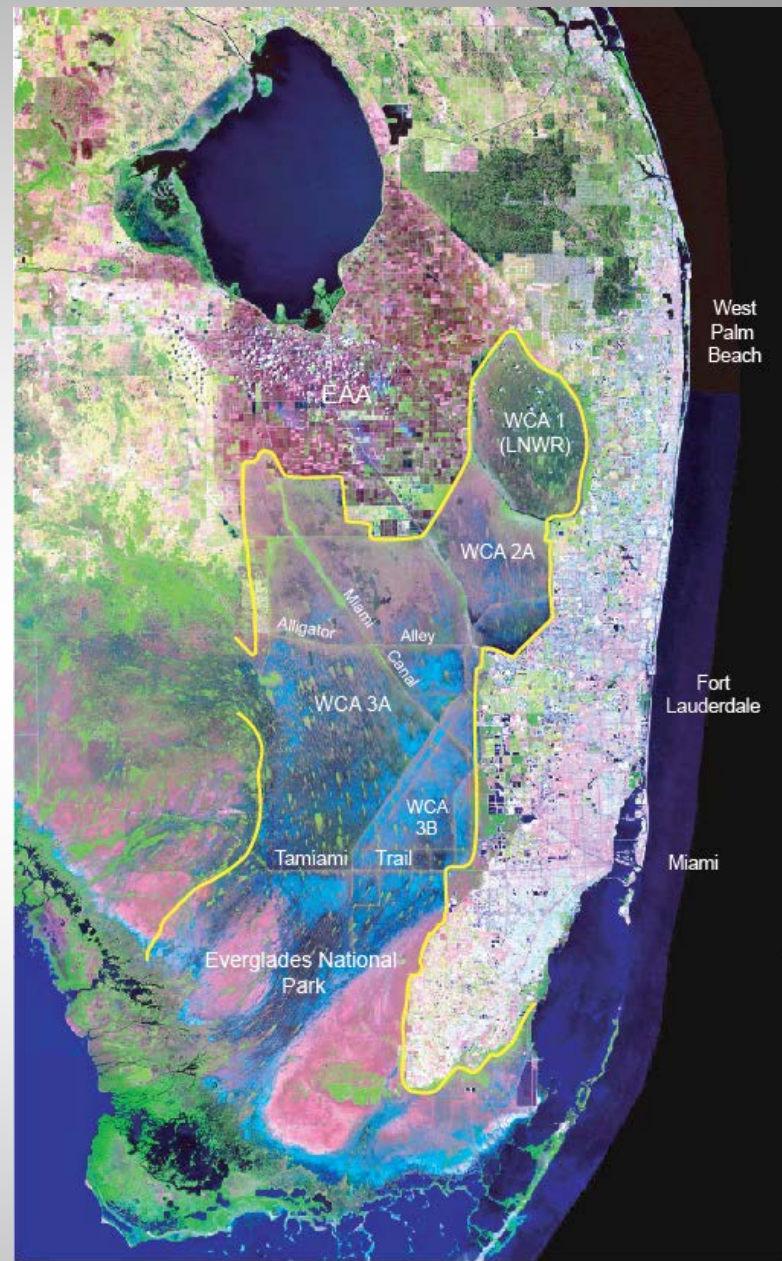 West
Palm
Beach
EAA
WCA 1
(LNWR)
WCA 2A
Miami
Canal
Alligator Alley
WCA 3A
Fort
Lauderdale
WCA
3B
Tamiami Trail
Miami
Everglades National
Park